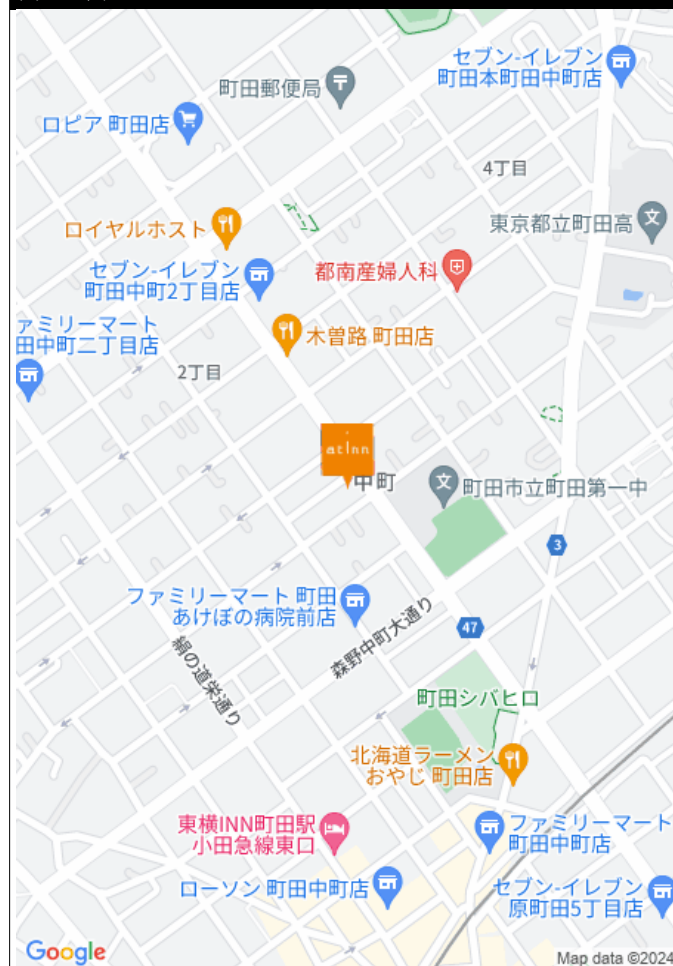 セブン-イレブン
町田本町田中町店
町田郵便局
ロピア 町田店
4丁目
ロイヤルホスト
東京都立町田高
セブン-イレブン
町田中町2丁目店
都南産婦人科
ァミリーマート
田中町二丁目店
木曽路 町田店
2丁目
at Inn
中町
町田市立町田第一中
3
ファミリーマート 町田
あけぼの病院前店
森野中町大通り
47
絹の道栄通り
町田シバヒロ
北海道ラーメン
おやじ 町田店
東横INN町田駅
小田急線東口
ファミリーマート
町田中町店
ローソン 町田中町店
セブン-イレブン
原町田5丁目店
Google
Map data ©2024